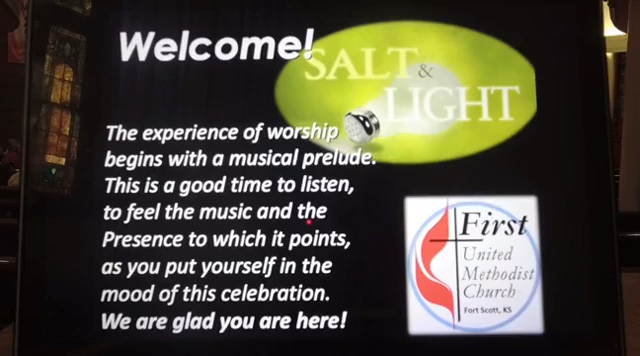 Welcome!
SALT & LIGHT
The experience of worship
begins with a musical prelude.
This is a good time to listen,
to feel the music and the
Presence to which it points,
as you put yourself in the
mood of this celebration.
We are glad you are here!
First
United
Methodist
Church
Fort Scott, KS